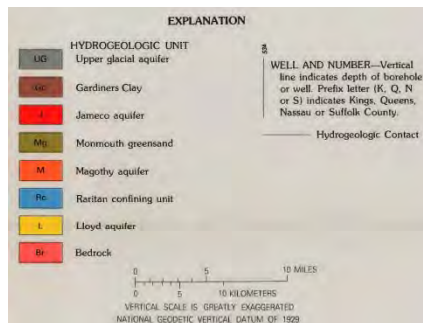 EXPLANATION
HYDROGEOLOGIC UNIT
UG Upper glacial aquifer
Gc Gardiners Clay
J Jameco aquifer
Mg Monmouth greensand
M Magothy aquifer
Rc Raritan confining unit
L Lloyd aquifer
Br Bedrock
WELL AND NUMBER—Vertical
line indicates depth of borehole
or well. Prefix letter (K, Q, N
or S) indicates Kings, Queens,
Nassau or Suffolk County.
Hydrogeologic Contact
0 5 10 MILES
0 5 10 KILOMETERS
VERTICAL SCALE IS GREATLY EXAGGERATED
NATIONAL GEODETIC VERTICAL DATUM OF 1929